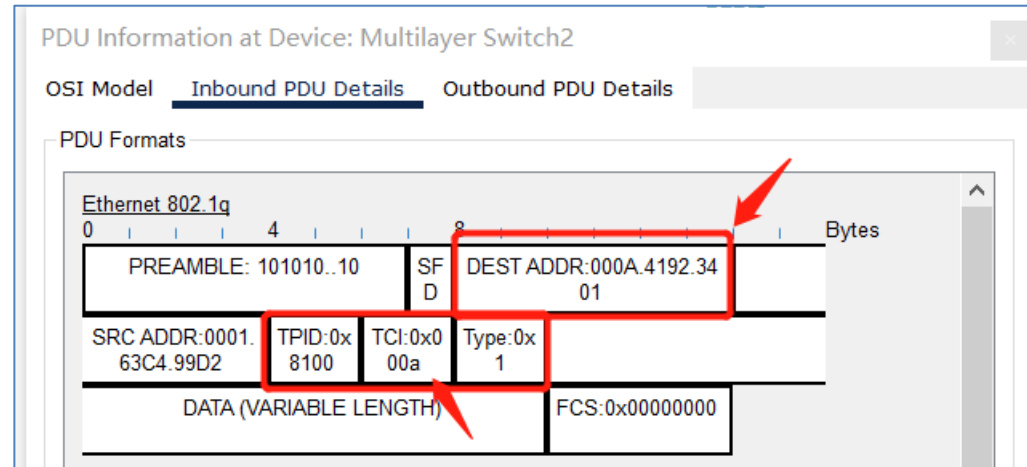 PDU Information at Device: Multilayer Switch2
×
OSI Model Inbound PDU Details Outbound PDU Details
PDU Formats
Ethernet 802.1q
0 4 8 Bytes
PREAMBLE: 101010..10
SF
D
DEST ADDR:000A.4192.34
01
SRC ADDR:0001.
63C4.99D2
TPID:0x
8100
TCI:0x0
00a
Type:0x
1
DATA (VARIABLE LENGTH)
FCS:0x00000000